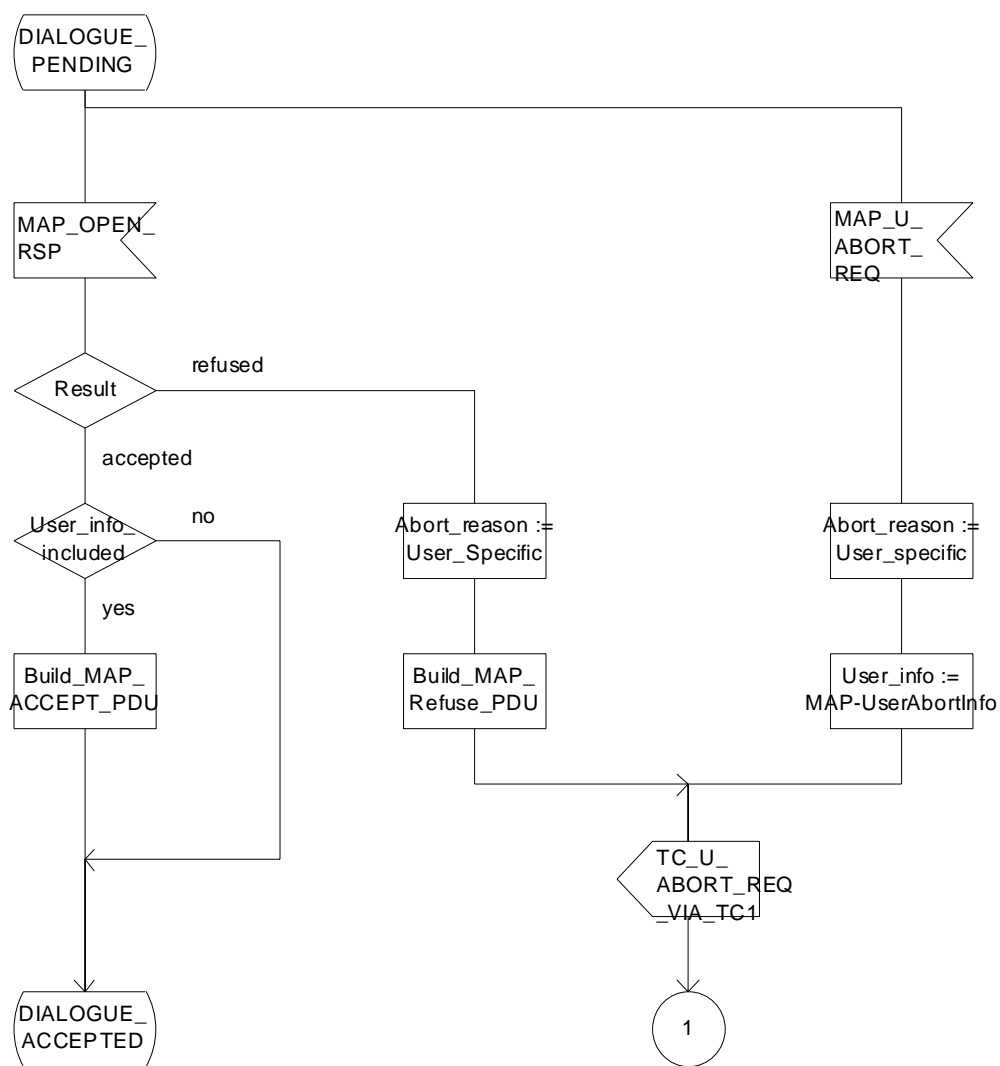 DIALOGUE_
PENDING
MAP_OPEN_
RSP
MAP_U_
ABORT_
REQ
Result
refused
accepted
User_info_
included
no
yes
Abort_reason :=
User_Specific
Abort_reason :=
User_specific
Build_MAP_
ACCEPT_PDU
Build_MAP_
Refuse_PDU
User_info :=
MAP-UserAbortInfo
TC_U_
ABORT_REQ
_VIA_TC1
DIALOGUE_
ACCEPTED
1